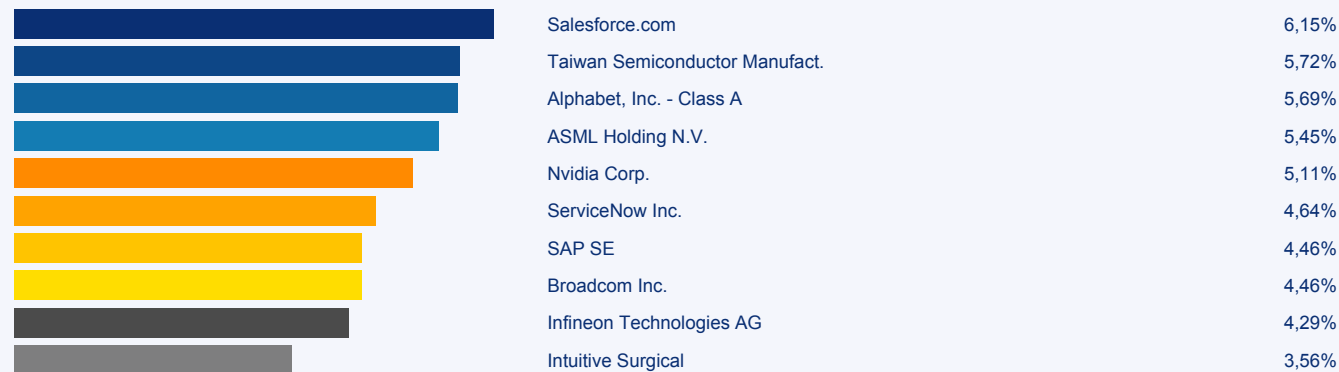 Salesforce.com 6,15%
Taiwan Semiconductor Manufact. 5,72%
Alphabet, Inc. - Class A 5,69%
ASML Holding N.V. 5,45%
Nvidia Corp. 5,11%
ServiceNow Inc. 4,64%
SAP SE 4,46%
Broadcom Inc. 4,46%
Infineon Technologies AG 4,29%
Intuitive Surgical 3,56%